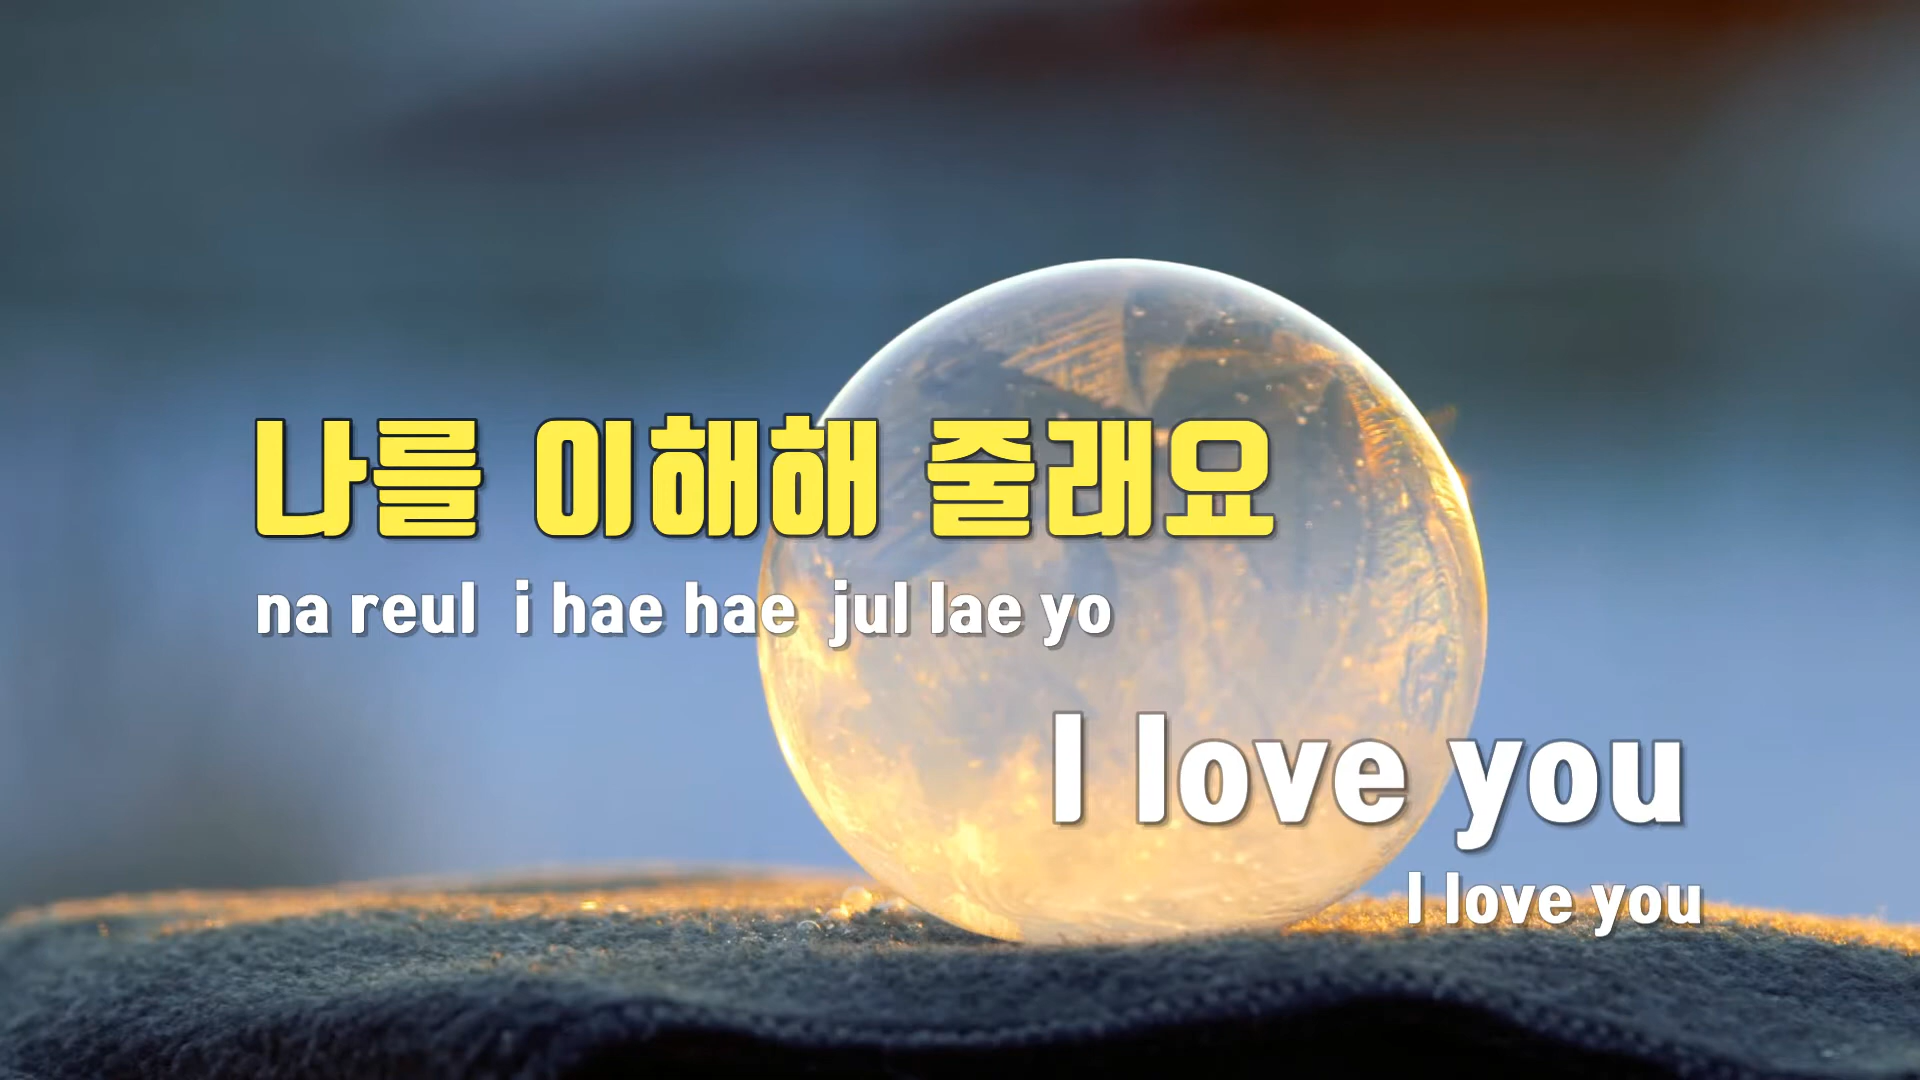 나를 이해해 줄래요
na reul i hae hae jul lae yo
I love you
I love you